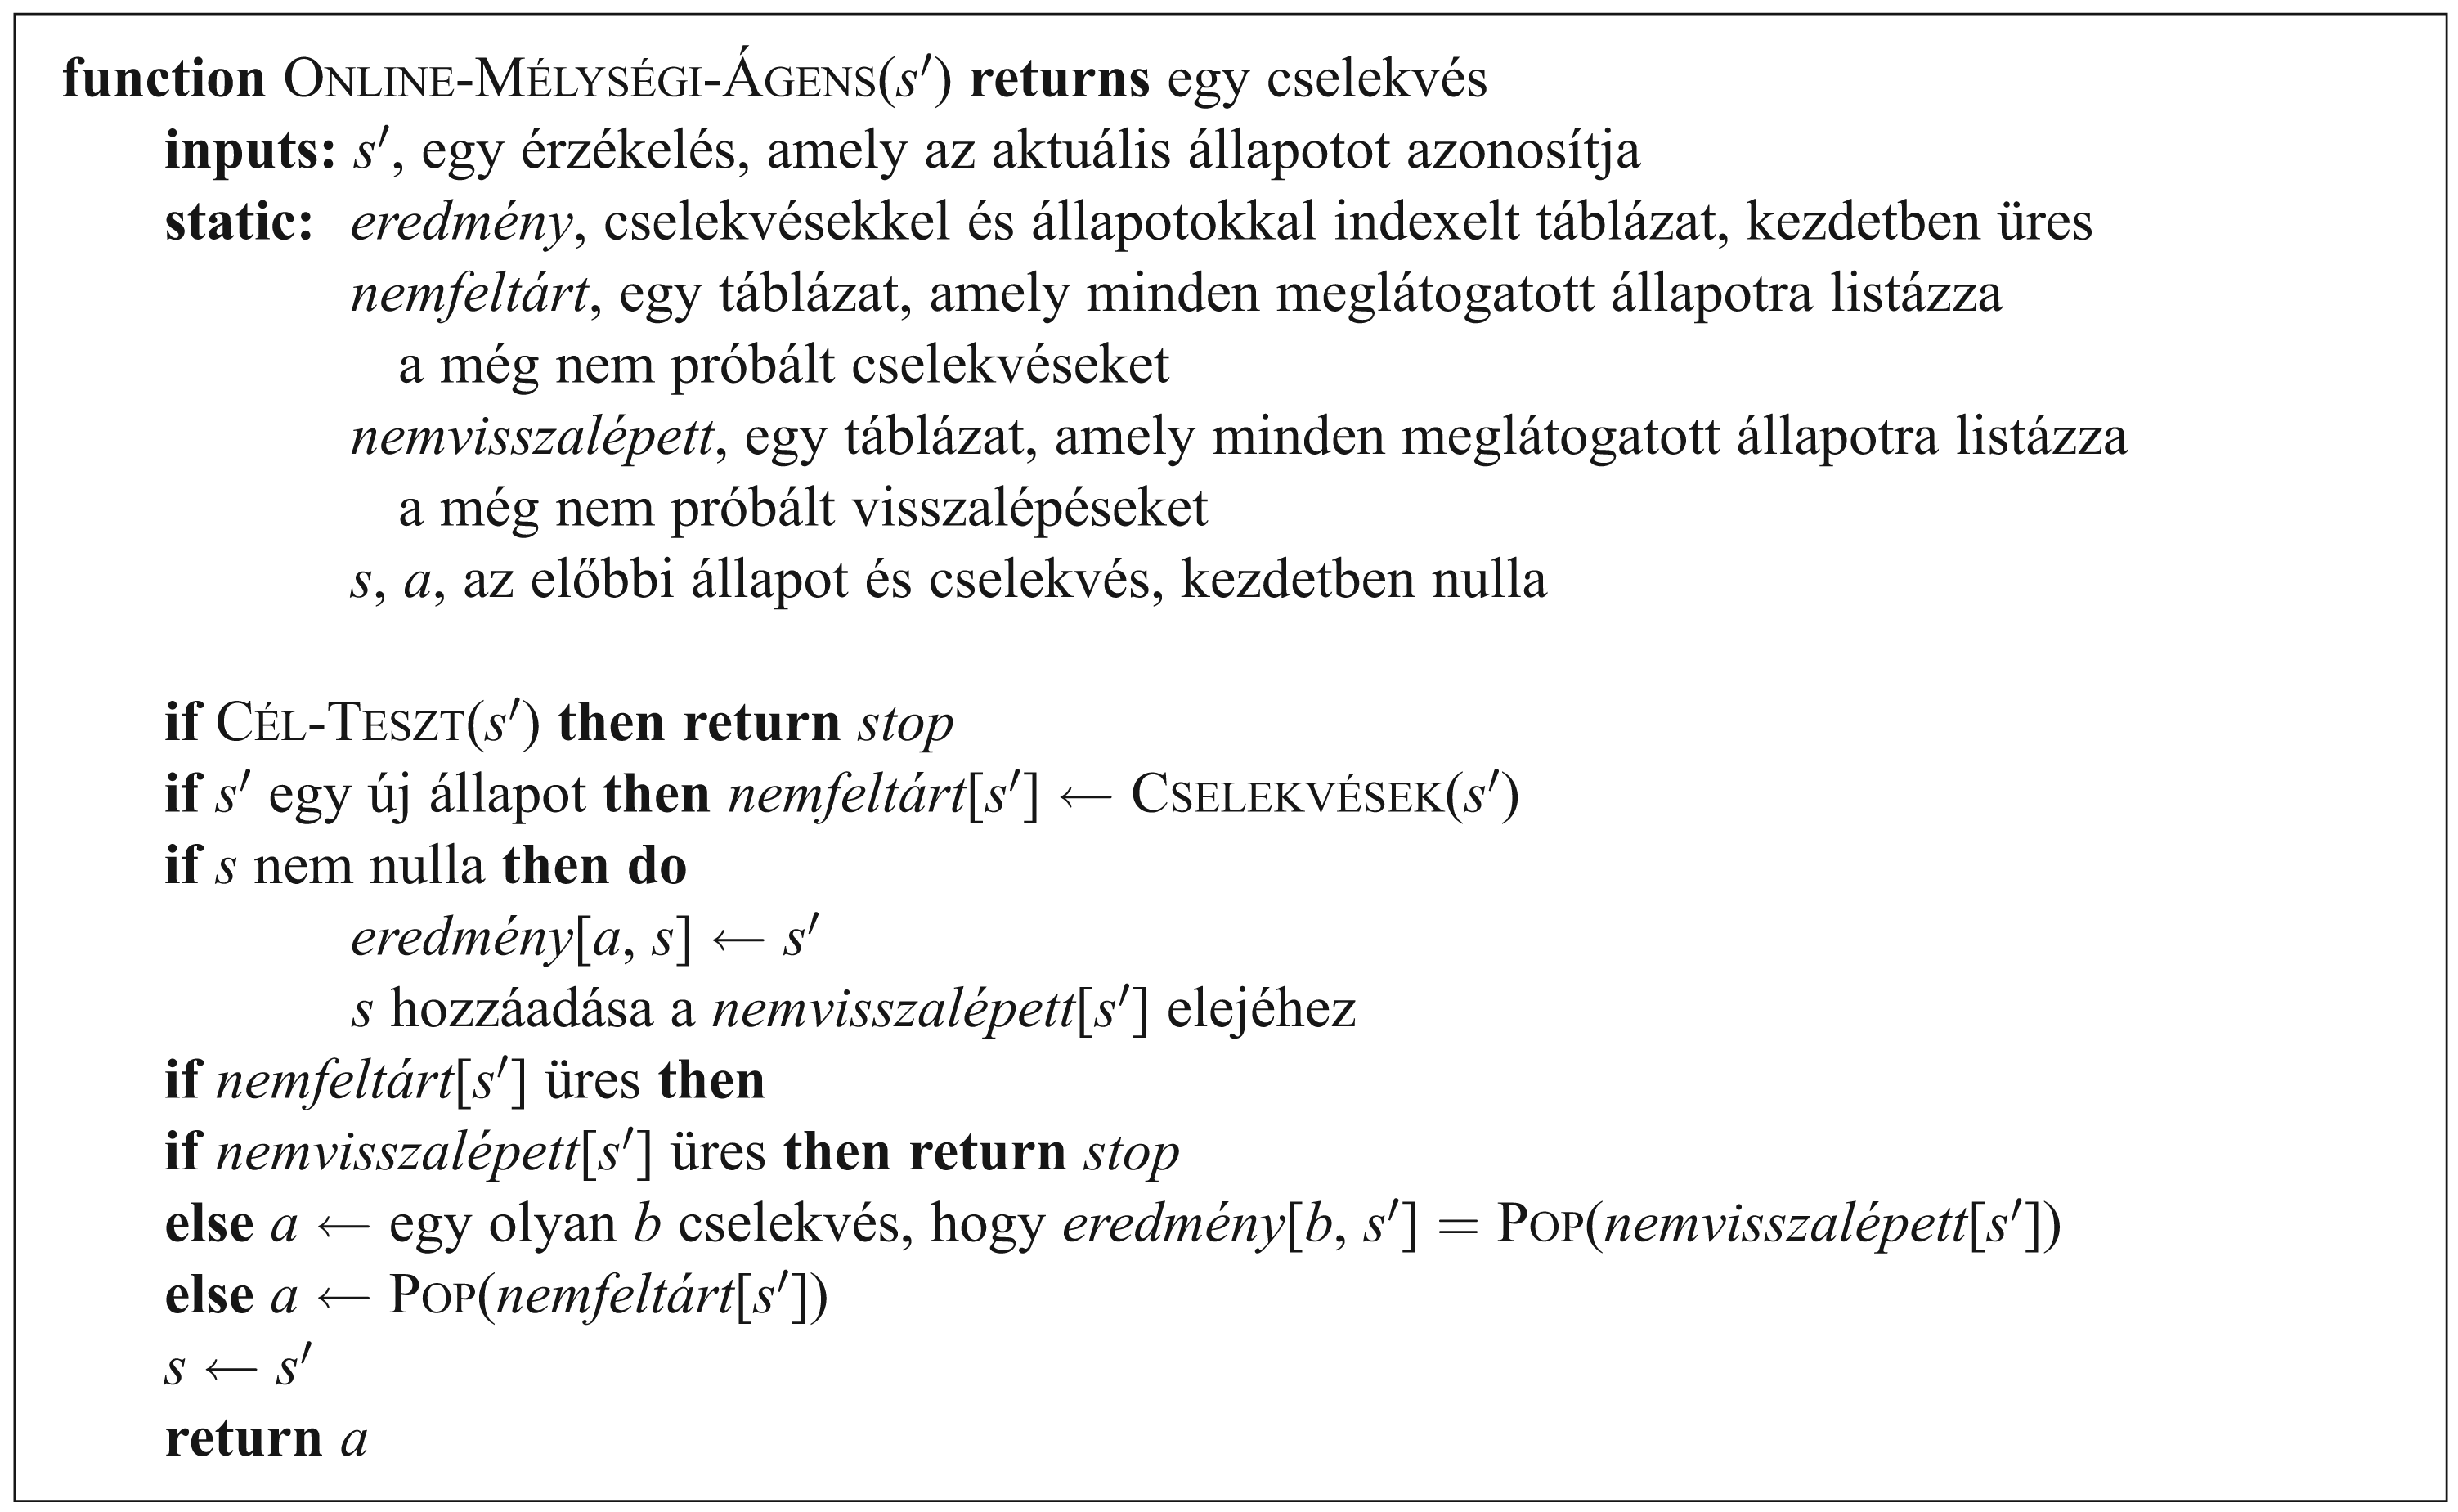 function ONLINE-MÉLYSÉGI-ÁGENS(s′) returns egy cselekvés
inputs: s′, egy érzékelés, amely az aktuális állapotot azonosítja
static: eredmény, cselekvésekkel és állapotokkal indexelt táblázat, kezdetben üres
nemfeltárt, egy táblázat, amely minden meglátogatott állapotra listázza
a még nem próbált cselekvéseket
nemvisszalépett, egy táblázat, amely minden meglátogatott állapotra listázza
a még nem próbált visszalépéseket
s, a, az előbbi állapot és cselekvés, kezdetben nulla
if CÉL-TESZT(s′) then return stop
if s′ egy új állapot then nemfeltárt[s′] ← CSELEKVÉSEK(s′)
if s nem nulla then do
eredmény[a, s] ← s′
s hozzáadása a nemvisszalépett[s′] elejéhez
if nemfeltárt[s′] üres then
if nemvisszalépett[s′] üres then return stop
else a ← egy olyan b cselekvés, hogy eredmény[b, s′] = POP(nemvisszalépett[s′])
else a ← POP(nemfeltárt[s′])
s ← s′
return a